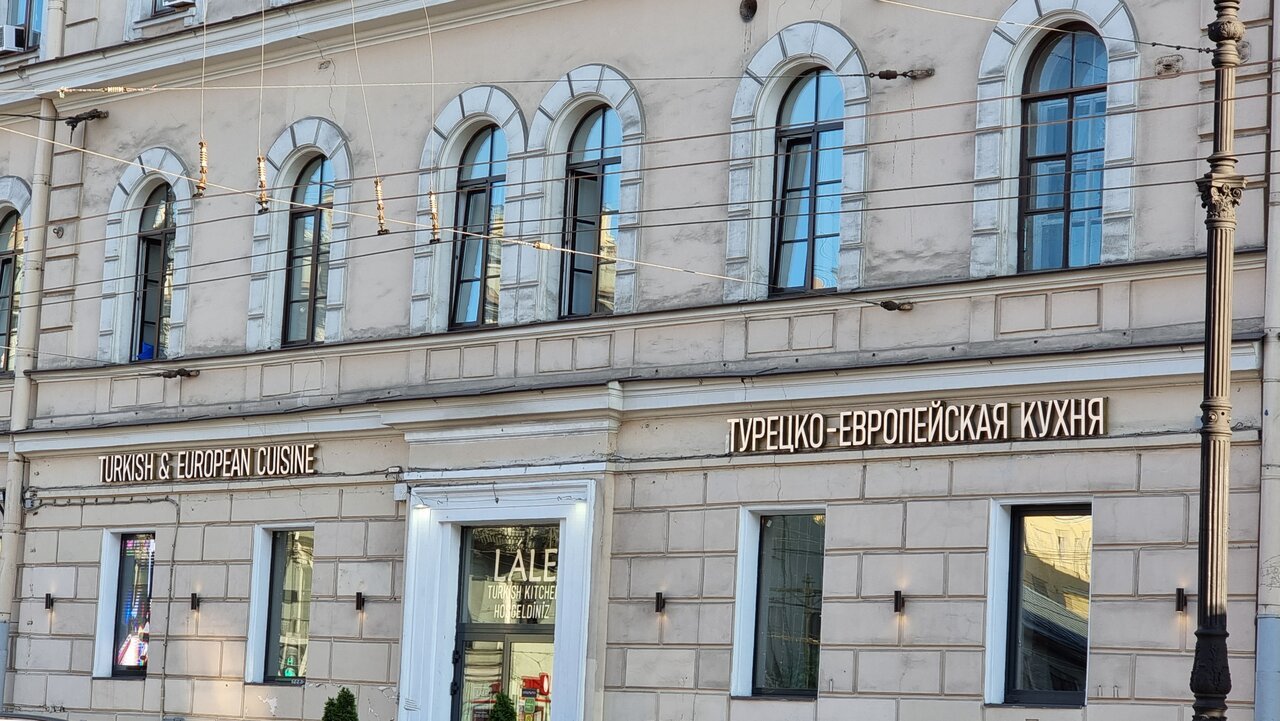 TURKISH & EUROPEAN CUISINE
ТУРЕЦКО-ЕВРОПЕЙСКАЯ КУХНЯ
LALE
TURKISH KITCHEN
HOŞGELDİNİZ